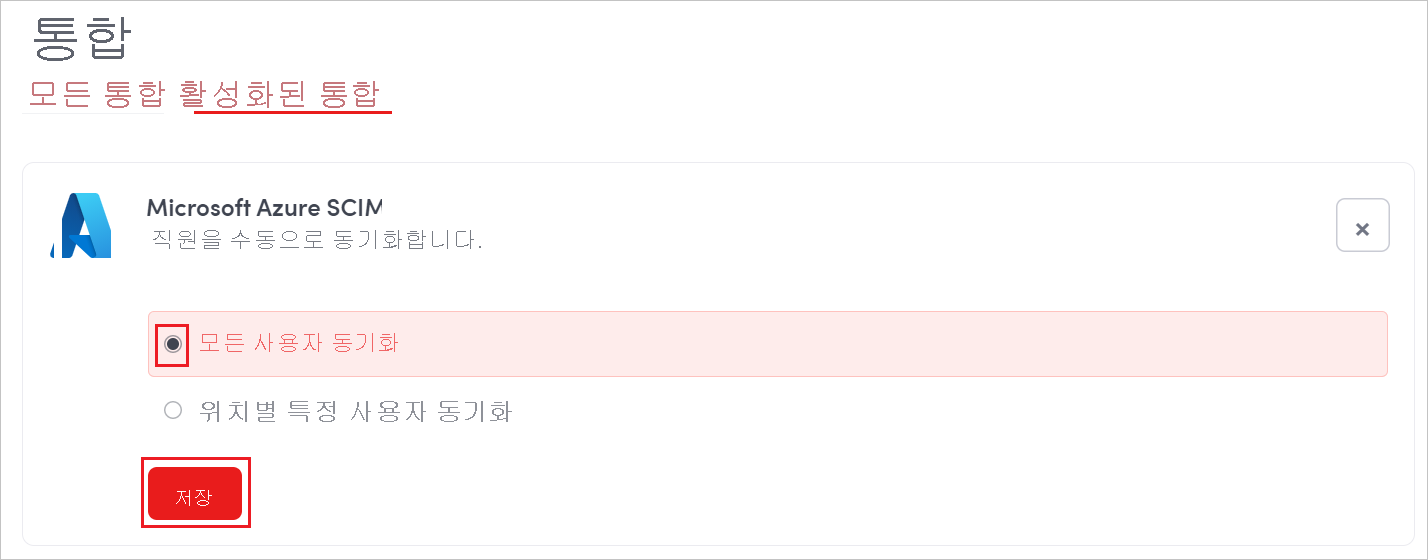 통합
모든 통합 활성화된 통합
Microsoft Azure SCIM
직원을 수동으로 동기화합니다.
모든 사용자 동기화
위치별 특정 사용자 동기화
저장